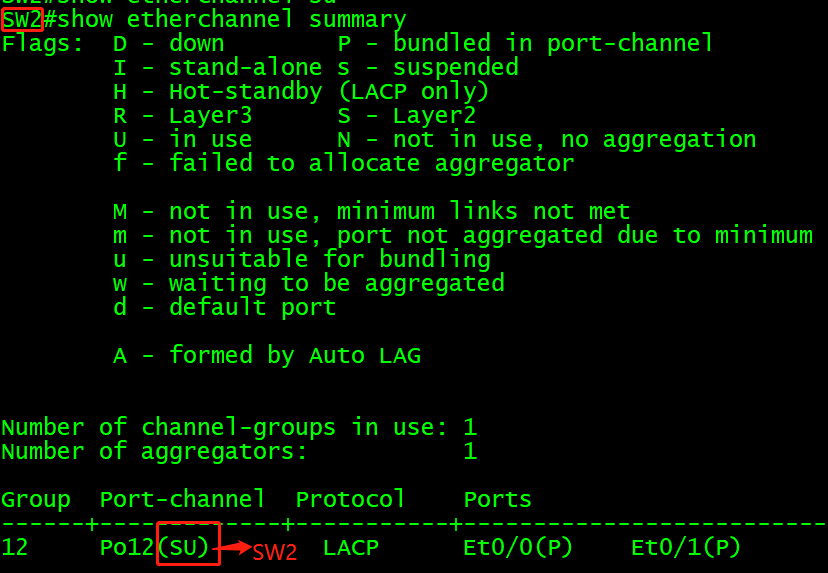 SW2#show etherchannel summary
Flags:  D - down        P - bundled in port-channel
        I - stand-alone s - suspended
        H - Hot-standby (LACP only)
        R - Layer3      S - Layer2
        U - in use      N - not in use, no aggregation
        f - failed to allocate aggregator
        M - not in use, minimum links not met
        m - not in use, port not aggregated due to minimum
        u - unsuitable for bundling
        w - waiting to be aggregated
        d - default port
        A - formed by Auto LAG
Number of channel-groups in use: 1
Number of aggregators:           1
Group  Port-channel  Protocol    Ports
------+-------------+-----------+--------------------------
12     Po12(SU) SW2  LACP        Et0/0(P)    Et0/1(P)